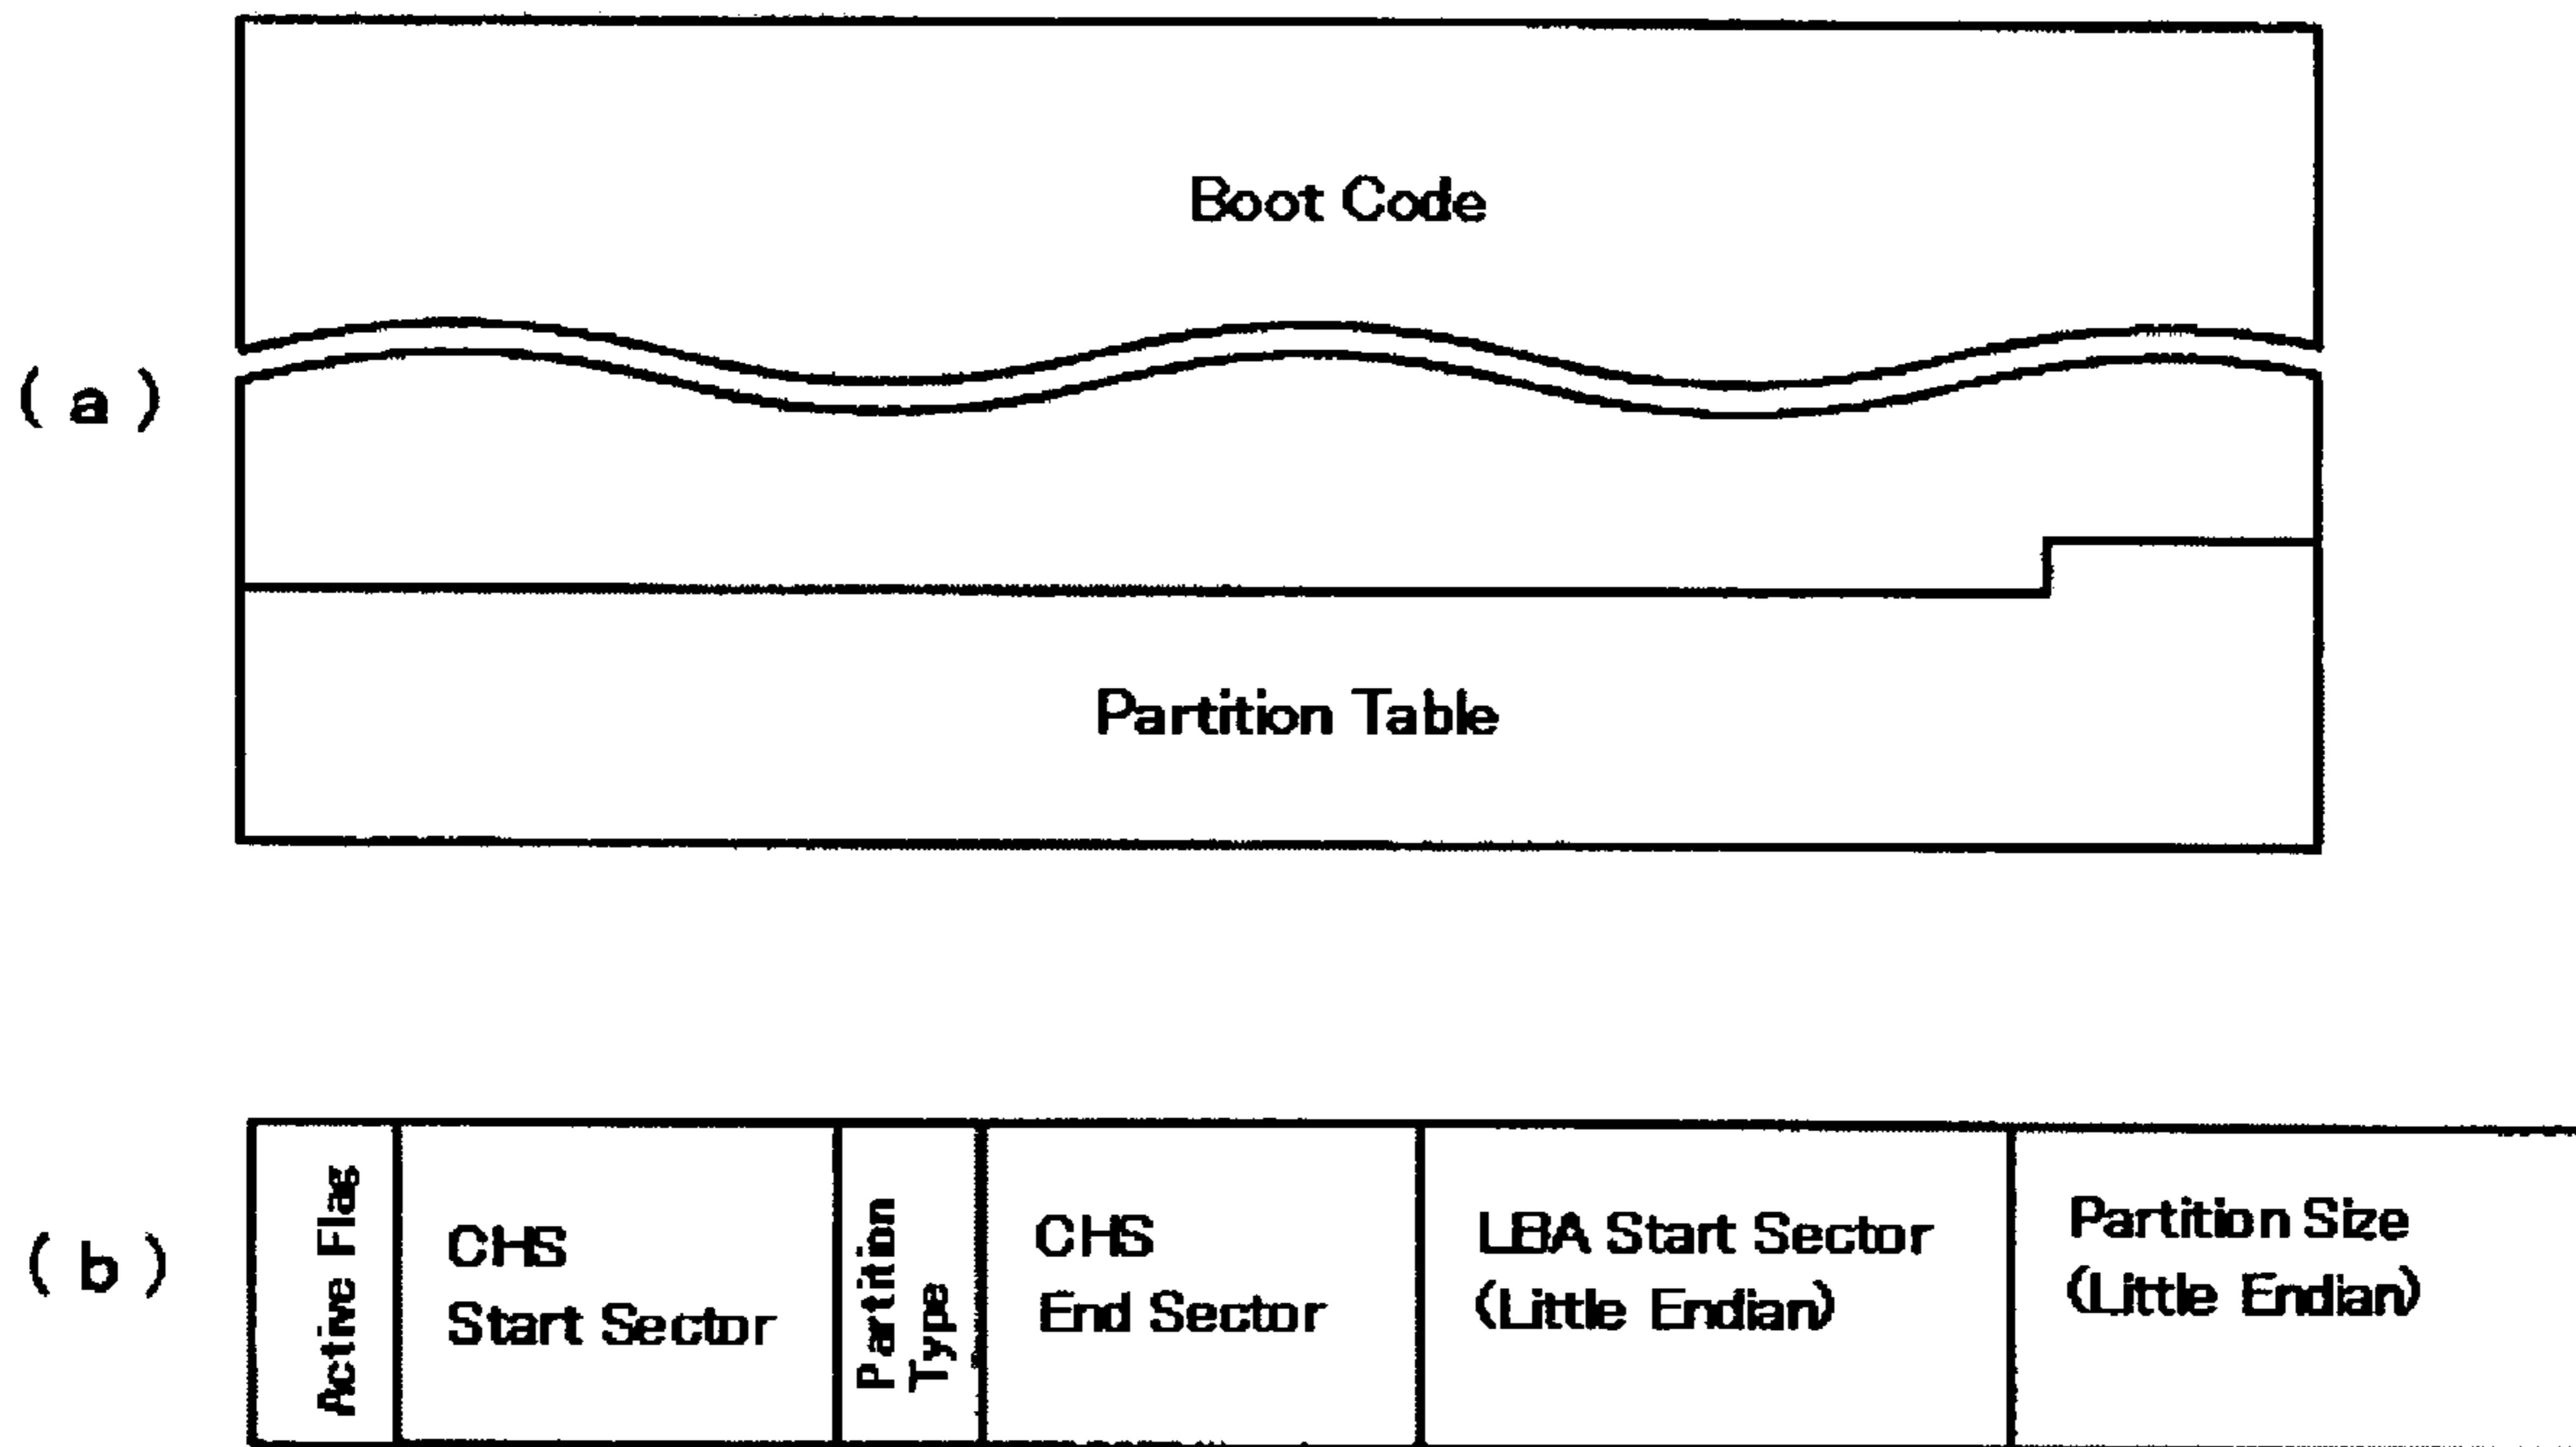 Boot Code
( a )
Partition Table
( b )
Active Flag
CHS
Start Sector
Partition
Type
CHS
End Sector
LBA Start Sector
(Little Endian)
Partition Size
(Little Endian)